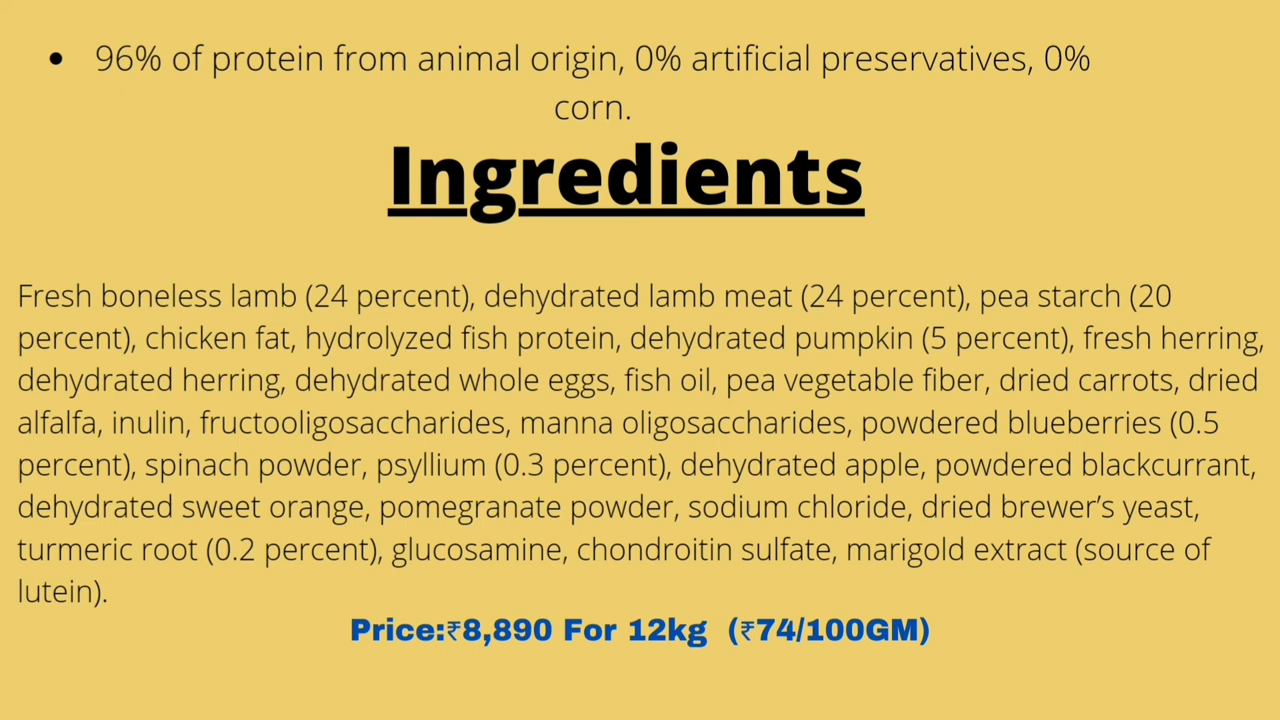 • 96% of protein from animal origin, 0% artificial preservatives, 0%
corn.
Ingredients
Fresh boneless lamb (24 percent), dehydrated lamb meat (24 percent), pea starch (20
percent), chicken fat, hydrolyzed fish protein, dehydrated pumpkin (5 percent), fresh herring,
dehydrated herring, dehydrated whole eggs, fish oil, pea vegetable fiber, dried carrots, dried
alfalfa, inulin, fructooligosaccharides, manna oligosaccharides, powdered blueberries (0.5
percent), spinach powder, psyllium (0.3 percent), dehydrated apple, powdered blackcurrant,
dehydrated sweet orange, pomegranate powder, sodium chloride, dried brewer’s yeast,
turmeric root (0.2 percent), glucosamine, chondroitin sulfate, marigold extract (source of
lutein).
Price:₹8,890 For 12kg (₹74/100GM)